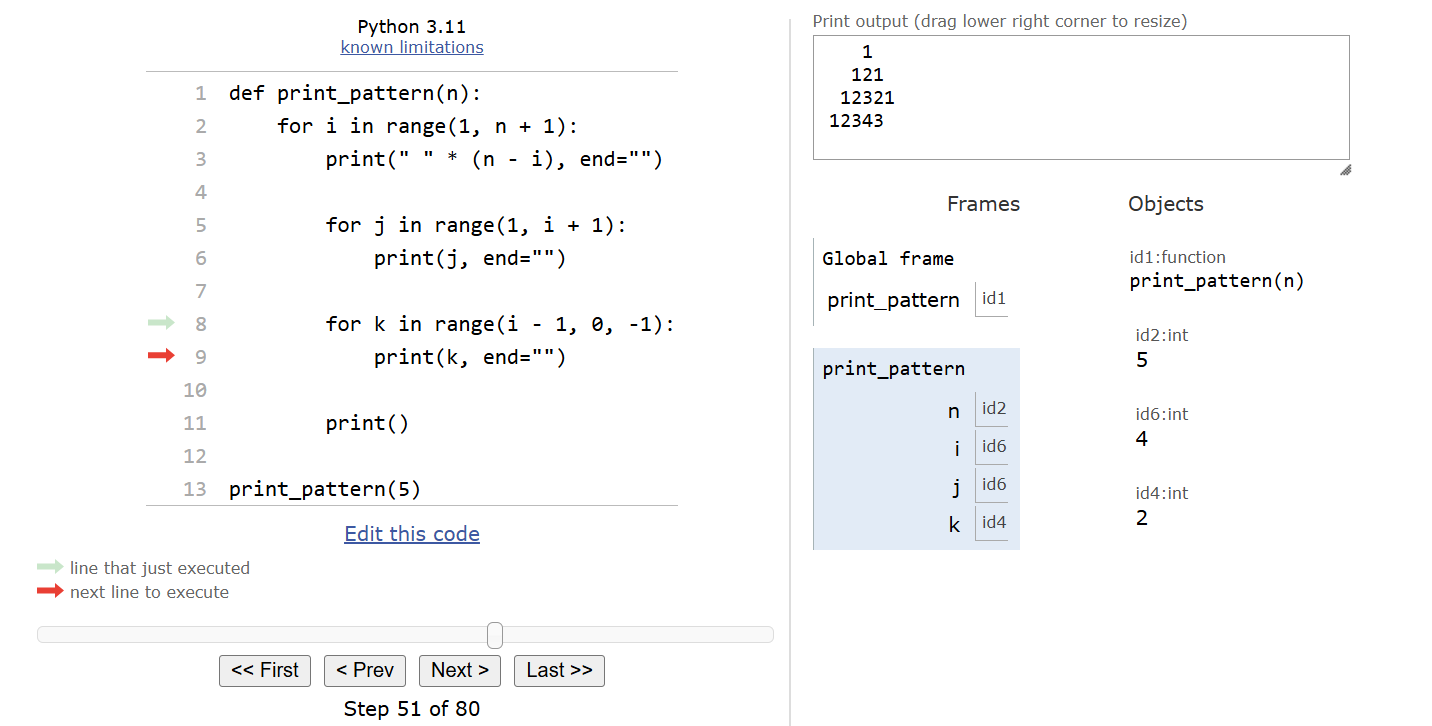 Python 3.11
known limitations
1 def print_pattern(n):
2     for i in range(1, n + 1):
3         print(" " * (n - i), end="")
4
5         for j in range(1, i + 1):
6             print(j, end="")
7
8         for k in range(i - 1, 0, -1):
9             print(k, end="")
10
11         print()
12
13 print_pattern(5)
Edit this code
line that just executed
next line to execute
<< First < Prev Next > Last >>
Step 51 of 80
Print output (drag lower right corner to resize)
    1
   121
  12321
 12343
Frames Objects
Global frame
print_pattern id1
print_pattern
n id2
i id6
j id6
k id4
id1:function
print_pattern(n)
id2:int
5
id6:int
4
id4:int
2